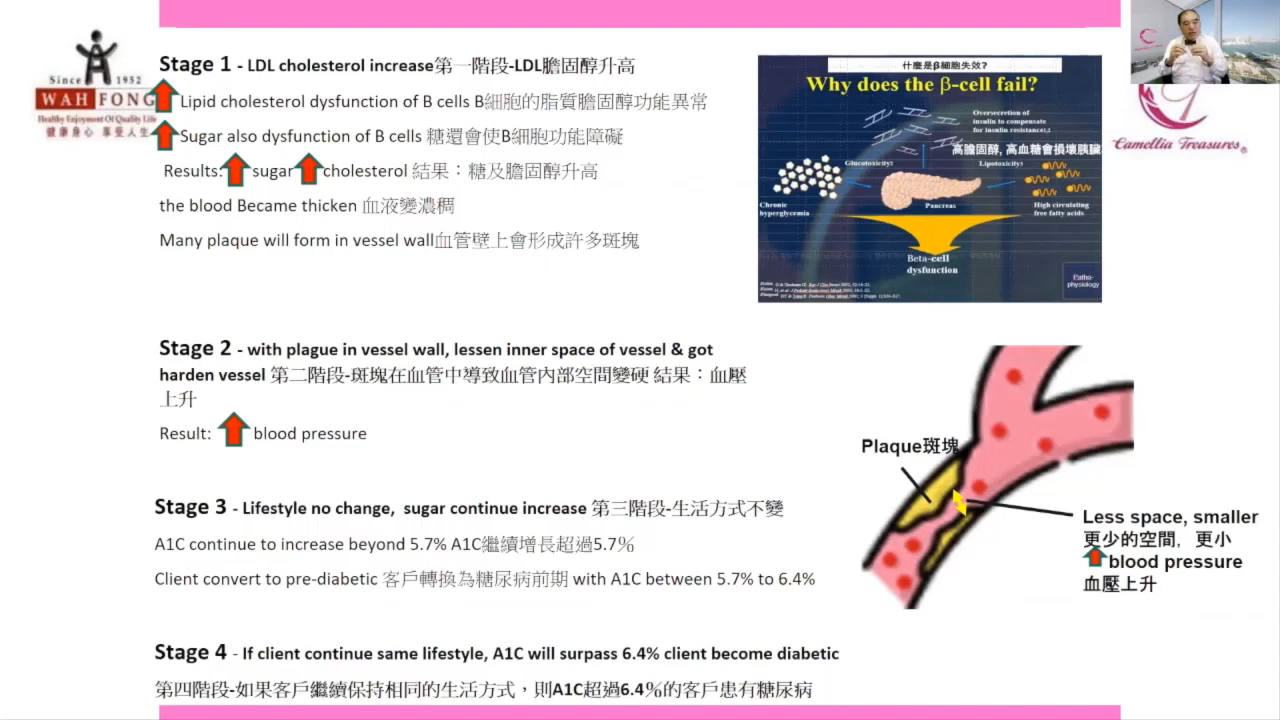 Since 1952
WAH FONG
Healthy Enjoyment Of Quality Life
健康身心 享受人生
Stage 1 - LDL cholesterol increase第一階段-LDL膽固醇升高
Lipid cholesterol dysfunction of B cells B細胞的脂質膽固醇功能異常
Sugar also dysfunction of B cells 糖還會使B細胞功能障礙
Results: sugar cholesterol 結果：糖及膽固醇升高
the blood Became thicker 血液變濃稠
Many plaque will form in vessel wall血管壁上會形成許多斑塊
什麼是β細胞失效?
Why does the β-cell fail?
Oversecretion of
insulin to compensate
for insulin resistance1,2
高膽固醇, 高血糖會損壞胰臟
Glucotoxicity2
Lipotoxicity3
Chronic
hyperglycemia
Pancreas
High circulating
free fatty acids
Beta-cell
dysfunction
Patho-
physiology
Camellia Treasures
Stage 2 - with plague in vessel wall, lessen inner space of vessel & got
harden vessel 第二階段-斑塊在血管中導致血管內部空間變硬 結果：血壓
上升
Result: blood pressure
Plaque斑塊
Less space, smaller
更少的空間，更小
blood pressure
血壓上升
Stage 3 - Lifestyle no change, sugar continue increase 第三階段-生活方式不變
A1C continue to increase beyond 5.7% A1C繼續增長超過5.7%
Client convert to pre-diabetic 客戶轉換為糖尿病前期 with A1C between 5.7% to 6.4%
Stage 4 - If client continue same lifestyle, A1C will surpass 6.4% client become diabetic
第四階段-如果客戶繼續保持相同的生活方式，則A1C超過6.4%的客戶患有糖尿病